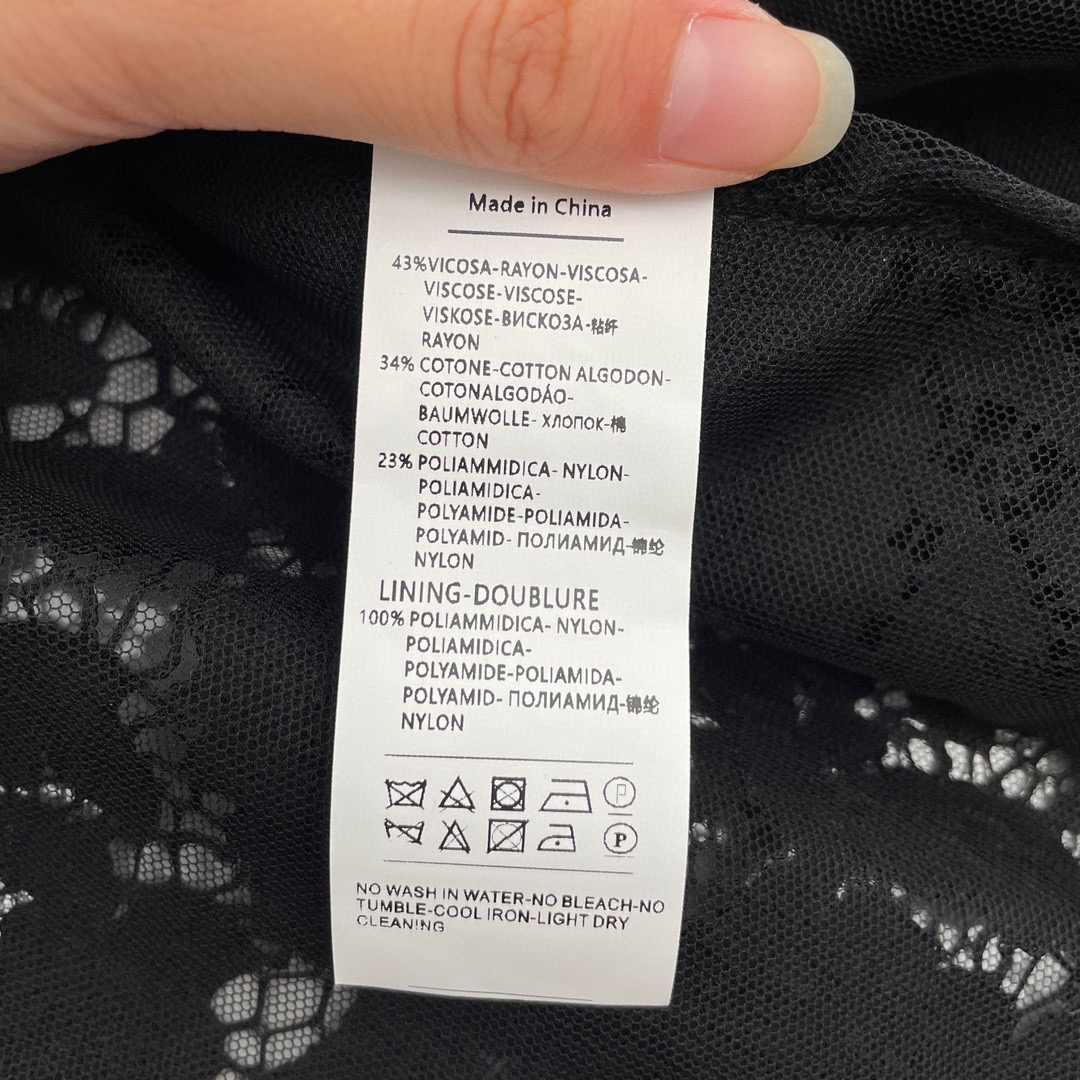 Made in China
43%VICOSA-RAYON-VISCOSA-
VISCOSE-VISCOSE-
VISKOSE-ВИСКОЗА-粘纤
RAYON
34% COTONE-COTTON ALGODON-
COTONALGODÁO-
BAUMWOLLE- ХЛОПОК-棉
COTTON
23% POLIAMMIDICA- NYLON-
POLIAMIDICA-
POLYAMIDE-POLIAMIDA-
POLYAMID- ПОЛИАМИД-锦纶
NYLON
LINING-DOUBLURE
100% POLIAMMIDICA- NYLON-
POLIAMIDICA-
POLYAMIDE-POLIAMIDA-
POLYAMID- ПОЛИАМИД-锦纶
NYLON
P
P
NO WASH IN WATER-NO BLEACH-NO
TUMBLE-COOL IRON-LIGHT DRY
CLEANING